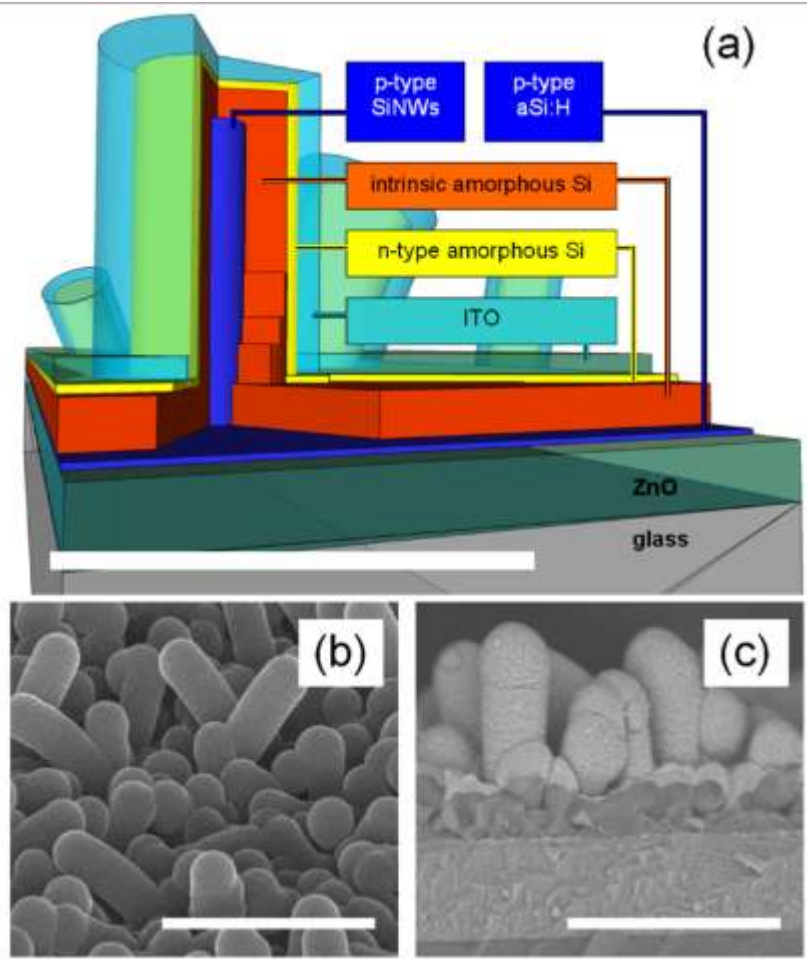 (a)
p-type
SiNWs
p-type
aSi:H
intrinsic amorphous Si
n-type amorphous Si
ITO
ZnO
glass
(b)
(c)